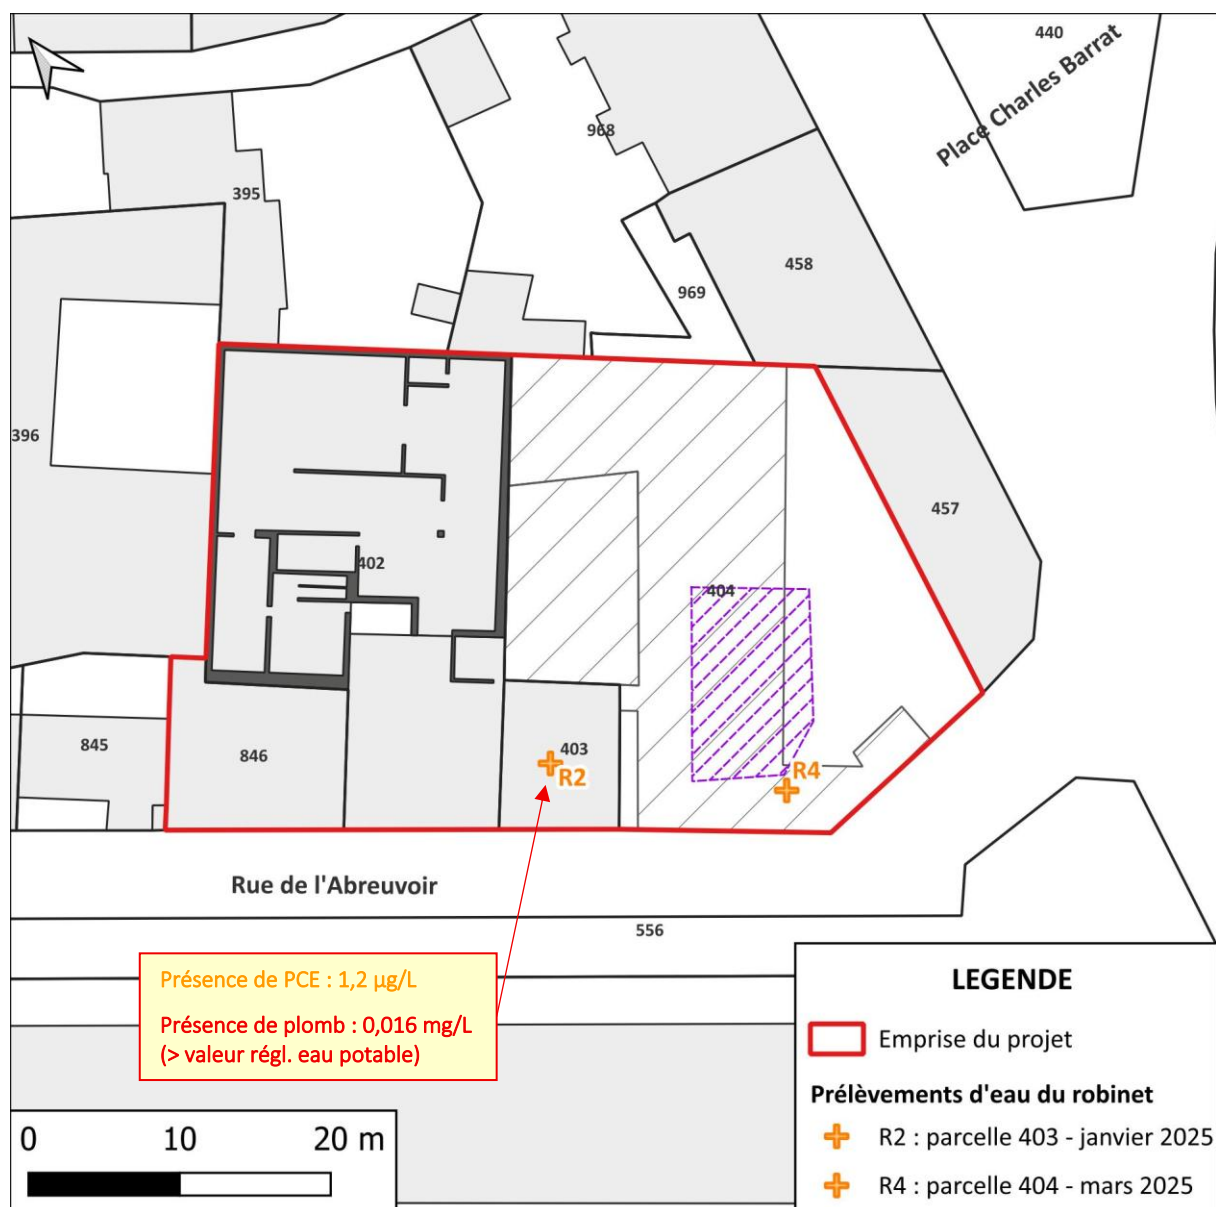 440
Place Charles Barrat
968
395
458
969
396
457
402
404
R4
403
R2
845
846
Rue de l'Abreuvoir
556
Présence de PCE : 1,2 µg/L
Présence de plomb : 0,016 mg/L
(> valeur régl. eau potable)
LEGENDE
Emprise du projet
Prélèvements d'eau du robinet
R2 : parcelle 403 - janvier 2025
R4 : parcelle 404 - mars 2025
0 10 20 m